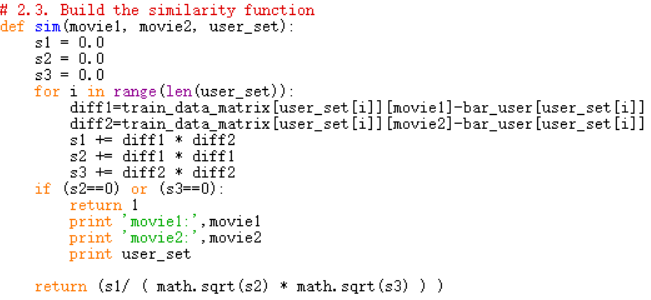 # 2.3. Build the similarity function
def sim(movie1, movie2, user_set):
    s1 = 0.0
    s2 = 0.0
    s3 = 0.0
    for i in range(len(user_set)):
        diff1=train_data_matrix[user_set[i]][movie1]-bar_user[user_set[i]]
        diff2=train_data_matrix[user_set[i]][movie2]-bar_user[user_set[i]]
        s1 += diff1 * diff2
        s2 += diff1 * diff1
        s3 += diff2 * diff2
    if (s2==0) or (s3==0):
        return 1
        print 'movie1:',movie1
        print 'movie2:',movie2
        print user_set
    return (s1/ ( math.sqrt(s2) * math.sqrt(s3) ) )